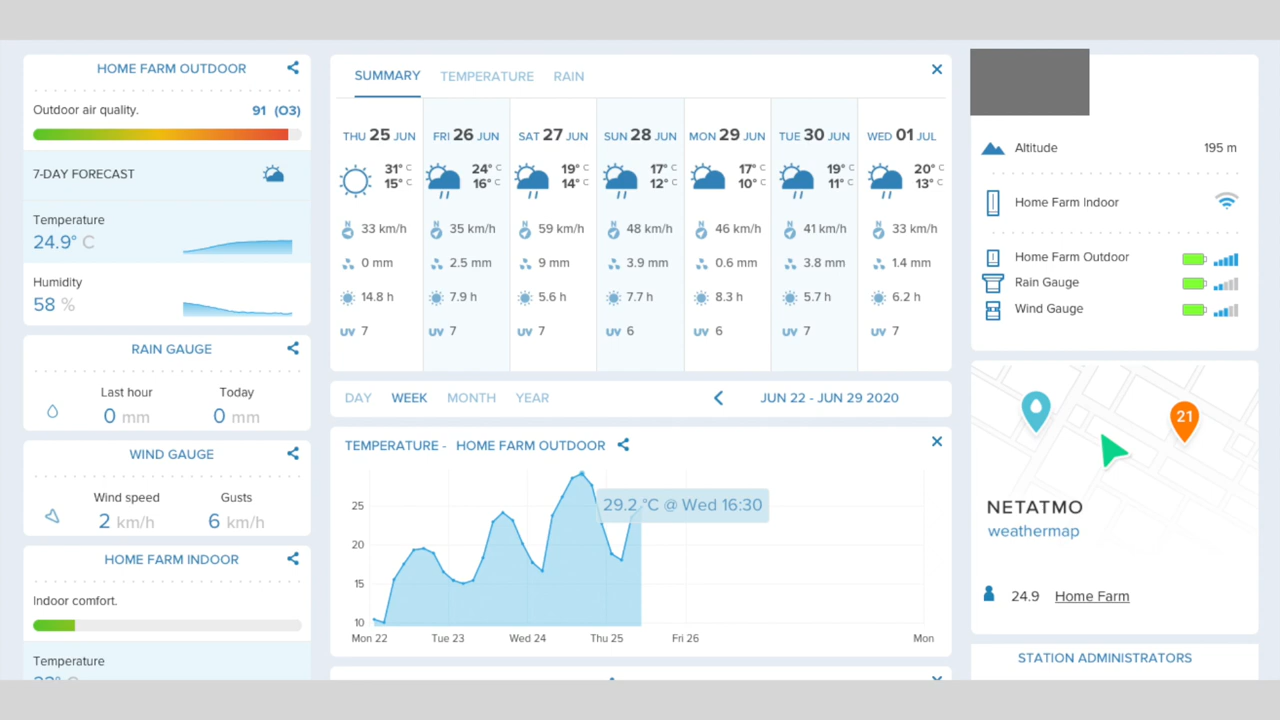 HOME FARM OUTDOOR
Outdoor air quality. 91 (O3)
7-DAY FORECAST
Temperature
24.9° C
Humidity
58 %
RAIN GAUGE
Last hour Today
0 mm 0 mm
WIND GAUGE
Wind speed Gusts
2 km/h 6 km/h
HOME FARM INDOOR
Indoor comfort.
Temperature
SUMMARY TEMPERATURE RAIN
THU 25 JUN FRI 26 JUN SAT 27 JUN SUN 28 JUN MON 29 JUN TUE 30 JUN WED 01 JUL
31° C 24° C 19° C 17° C 17° C 19° C 20° C
15° C 16° C 14° C 12° C 10° C 11° C 13° C
N N N N N N N
33 km/h 35 km/h 59 km/h 48 km/h 46 km/h 41 km/h 33 km/h
0 mm 2.5 mm 9 mm 3.9 mm 0.6 mm 3.8 mm 1.4 mm
14.8 h 7.9 h 5.6 h 7.7 h 8.3 h 5.7 h 6.2 h
UV 7 UV 7 UV 7 UV 6 UV 6 UV 7 UV 7
DAY WEEK MONTH YEAR JUN 22 - JUN 29 2020
TEMPERATURE - HOME FARM OUTDOOR
29.2 °C @ Wed 16:30
25
20
15
10
Mon 22 Tue 23 Wed 24 Thu 25 Fri 26 Mon
Altitude 195 m
Home Farm Indoor
Home Farm Outdoor
Rain Gauge
Wind Gauge
21
NETATMO
weathermap
24.9 Home Farm
STATION ADMINISTRATORS